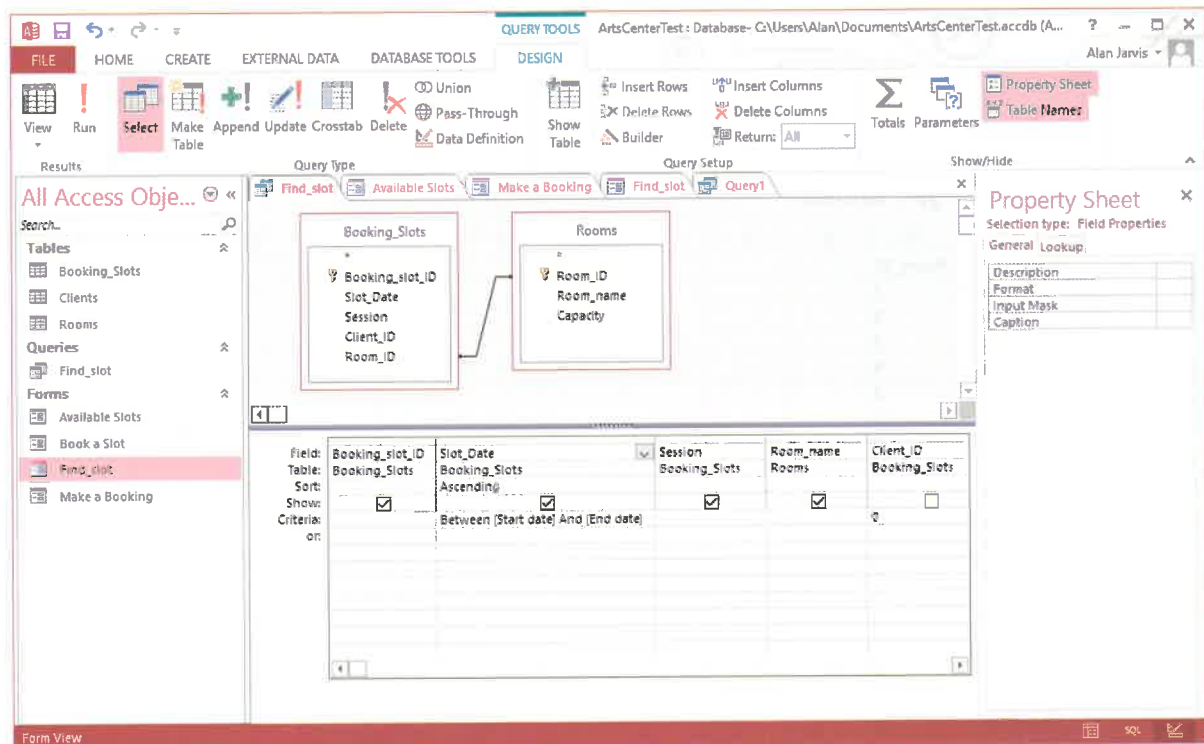 QUERY TOOLS
ArtsCenterTest : Database- C:\Users\Alan\Documents\ArtsCenterTest.accdb (A...
?
FILE
HOME
CREATE
EXTERNAL DATA
DATABASE TOOLS
DESIGN
Alan Jarvis
View
Run
Select
Make Table
Append
Update
Crosstab
Delete
Union
Pass-Through
Data Definition
Show Table
Insert Rows
Delete Rows
Builder
Insert Columns
Delete Columns
Return: All
Totals
Parameters
Property Sheet
Table Names
Results
Query Type
Query Setup
Show/Hide
All Access Obje...
Search...
Tables
Booking_Slots
Clients
Rooms
Queries
Find_slot
Forms
Available Slots
Book a Slot
Find_slot
Make a Booking
Find_slot
Available Slots
Make a Booking
Find_slot
Query1
Booking_Slots
*
Booking_slot_ID
Slot_Date
Session
Client_ID
Room_ID
Rooms
*
Room_ID
Room_name
Capacity
Field: Booking_slot_ID Slot_Date Session Room_name Client_ID
Table: Booking_Slots Booking_Slots Booking_Slots Rooms Booking_Slots
Sort: Ascending
Show:
Criteria: Between [Start date] And [End date]
or:
Property Sheet
Selection type: Field Properties
General Lookup
Description
Format
Input Mask
Caption
Form View
SQL